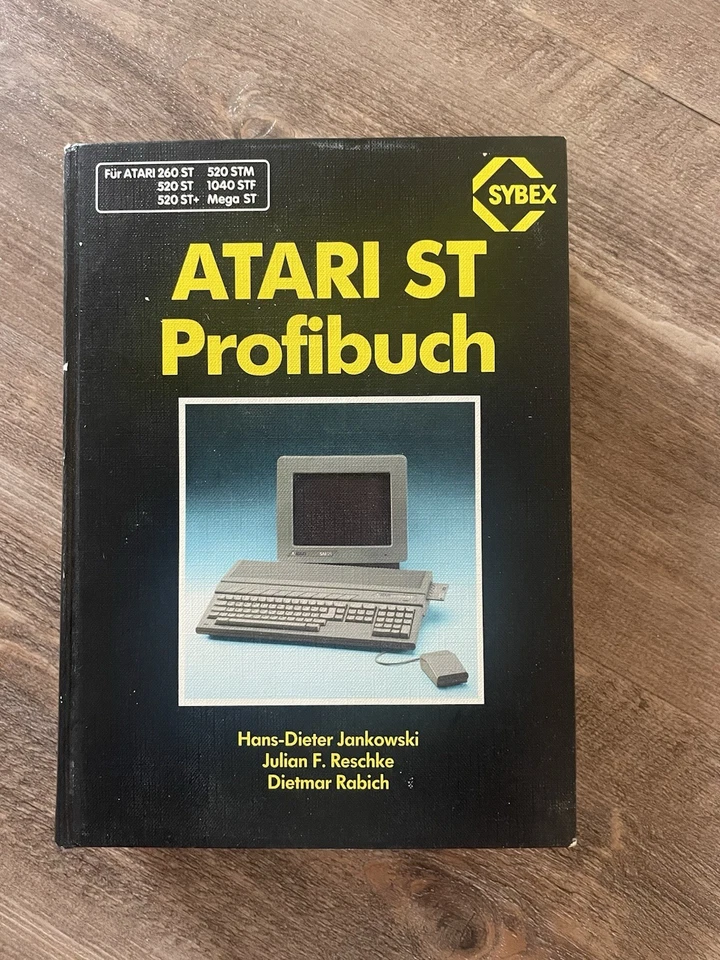 Für ATARI 260 ST 520 STM
520 ST 1040 STF
520 ST+ Mega ST
SYBEX
ATARI ST
Profibuch
Hans-Dieter Jankowski
Julian F. Reschke
Dietmar Rabich